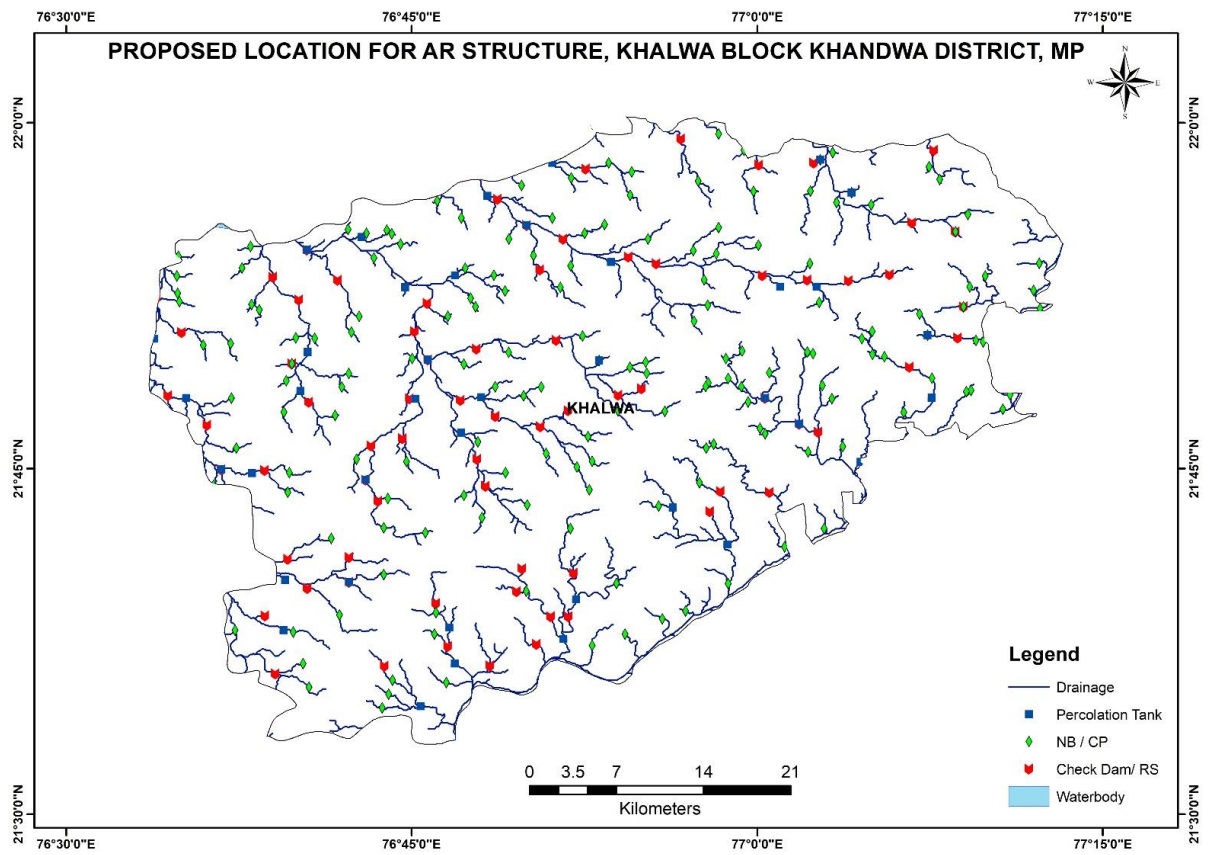 76°30'0"E 76°45'0"E 77°0'0"E 77°15'0"E
PROPOSED LOCATION FOR AR STRUCTURE, KHALWA BLOCK KHANDWA DISTRICT, MP
N
W E
S
22°0'0"N 22°0'0"N
KHALWA
21°45'0"N 21°45'0"N
Legend
Drainage
Percolation Tank
NB / CP
Check Dam/ RS
Waterbody
0 3.5 7 14 21
Kilometers
21°30'0"N 21°30'0"N
76°30'0"E 76°45'0"E 77°0'0"E 77°15'0"E